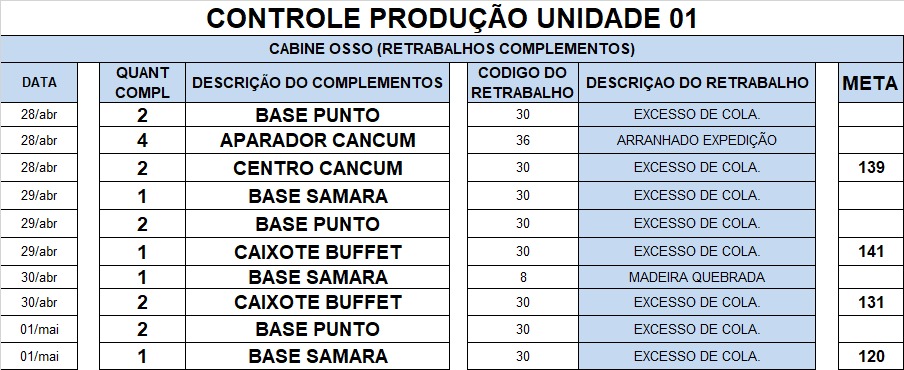 CONTROLE PRODUÇÃO UNIDADE 01
CABINE OSSO (RETRABALHOS COMPLEMENTOS)
DATA QUANT COMPL DESCRIÇÃO DO COMPLEMENTOS CODIGO DO RETRABALHO DESCRIÇAO DO RETRABALHO META
28/abr 2 BASE PUNTO 30 EXCESSO DE COLA.
28/abr 4 APARADOR CANCUM 36 ARRANHADO EXPEDIÇÃO
28/abr 2 CENTRO CANCUM 30 EXCESSO DE COLA. 139
29/abr 1 BASE SAMARA 30 EXCESSO DE COLA.
29/abr 2 BASE PUNTO 30 EXCESSO DE COLA.
29/abr 1 CAIXOTE BUFFET 30 EXCESSO DE COLA. 141
30/abr 1 BASE SAMARA 8 MADEIRA QUEBRADA
30/abr 2 CAIXOTE BUFFET 30 EXCESSO DE COLA. 131
01/mai 2 BASE PUNTO 30 EXCESSO DE COLA.
01/mai 1 BASE SAMARA 30 EXCESSO DE COLA. 120